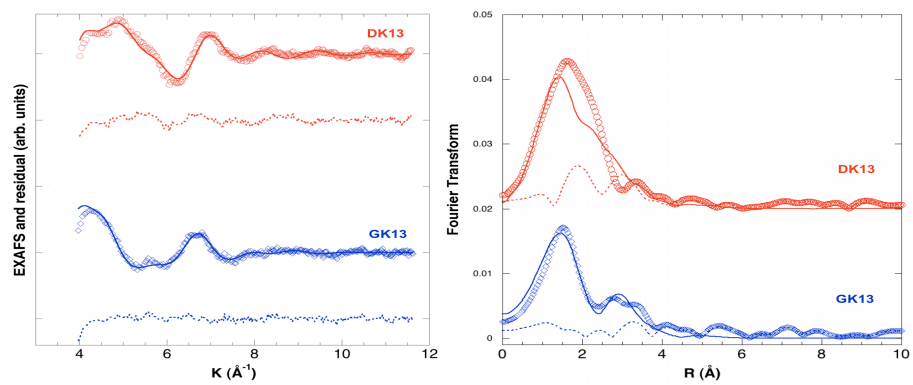 EXAFS and residual (arb. units)
DK13
GK13
4 6 8 10 12
K (Å⁻¹)
Fourier Transform
0.05
0.04
0.03
0.02
0.01
0
DK13
GK13
0 2 4 6 8 10
R (Å)